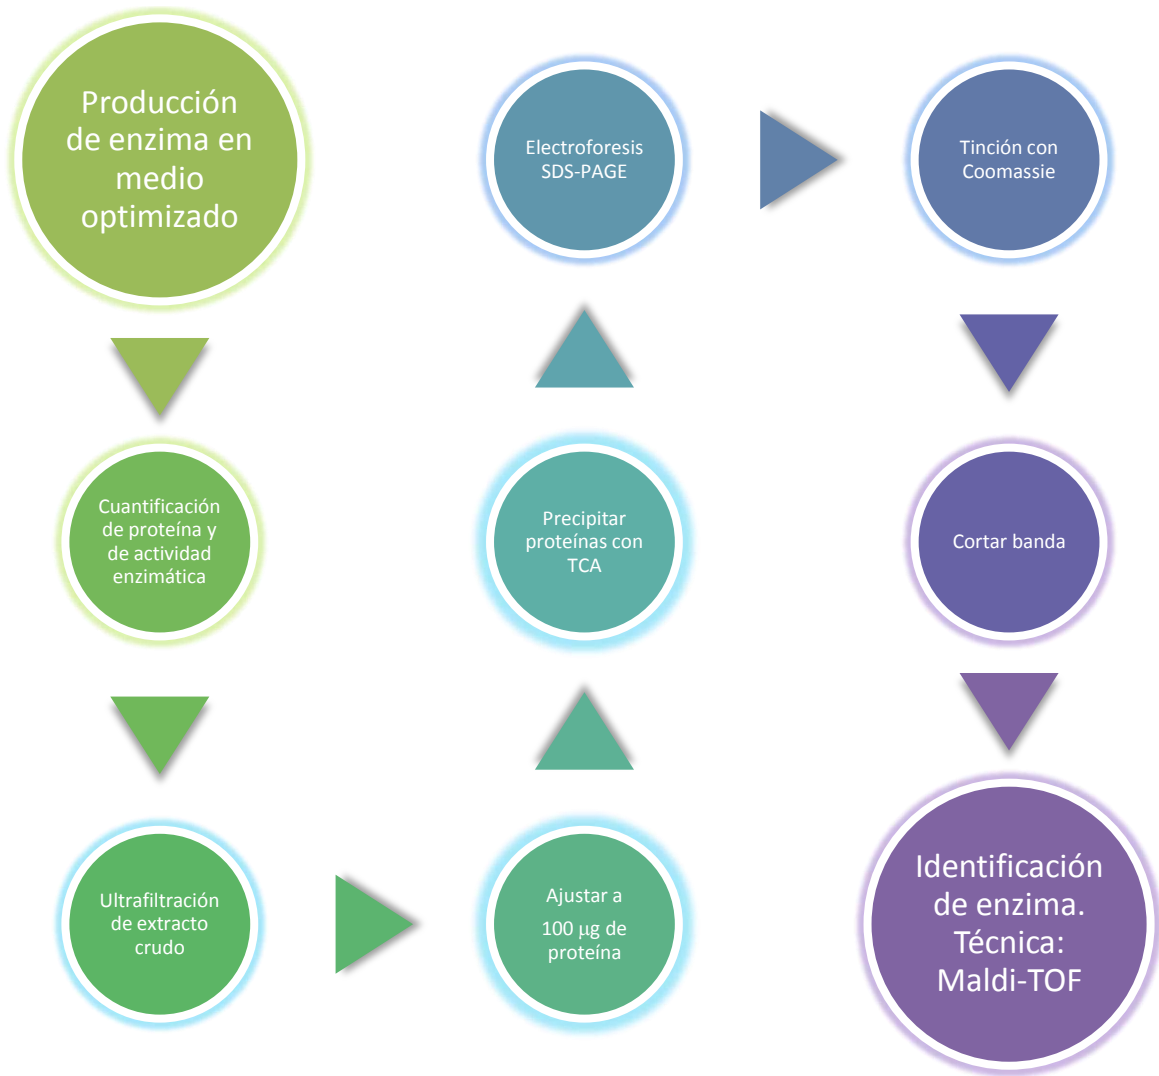 Producción
de enzima en
medio
optimizado
Cuantificación
de proteína y
de actividad
enzimática
Ultrafiltración
de extracto
crudo
Ajustar a
100 µg de
proteína
Precipitar
proteínas con
TCA
Electroforesis
SDS-PAGE
Tinción con
Coomassie
Cortar banda
Identificación
de enzima.
Técnica:
Maldi-TOF